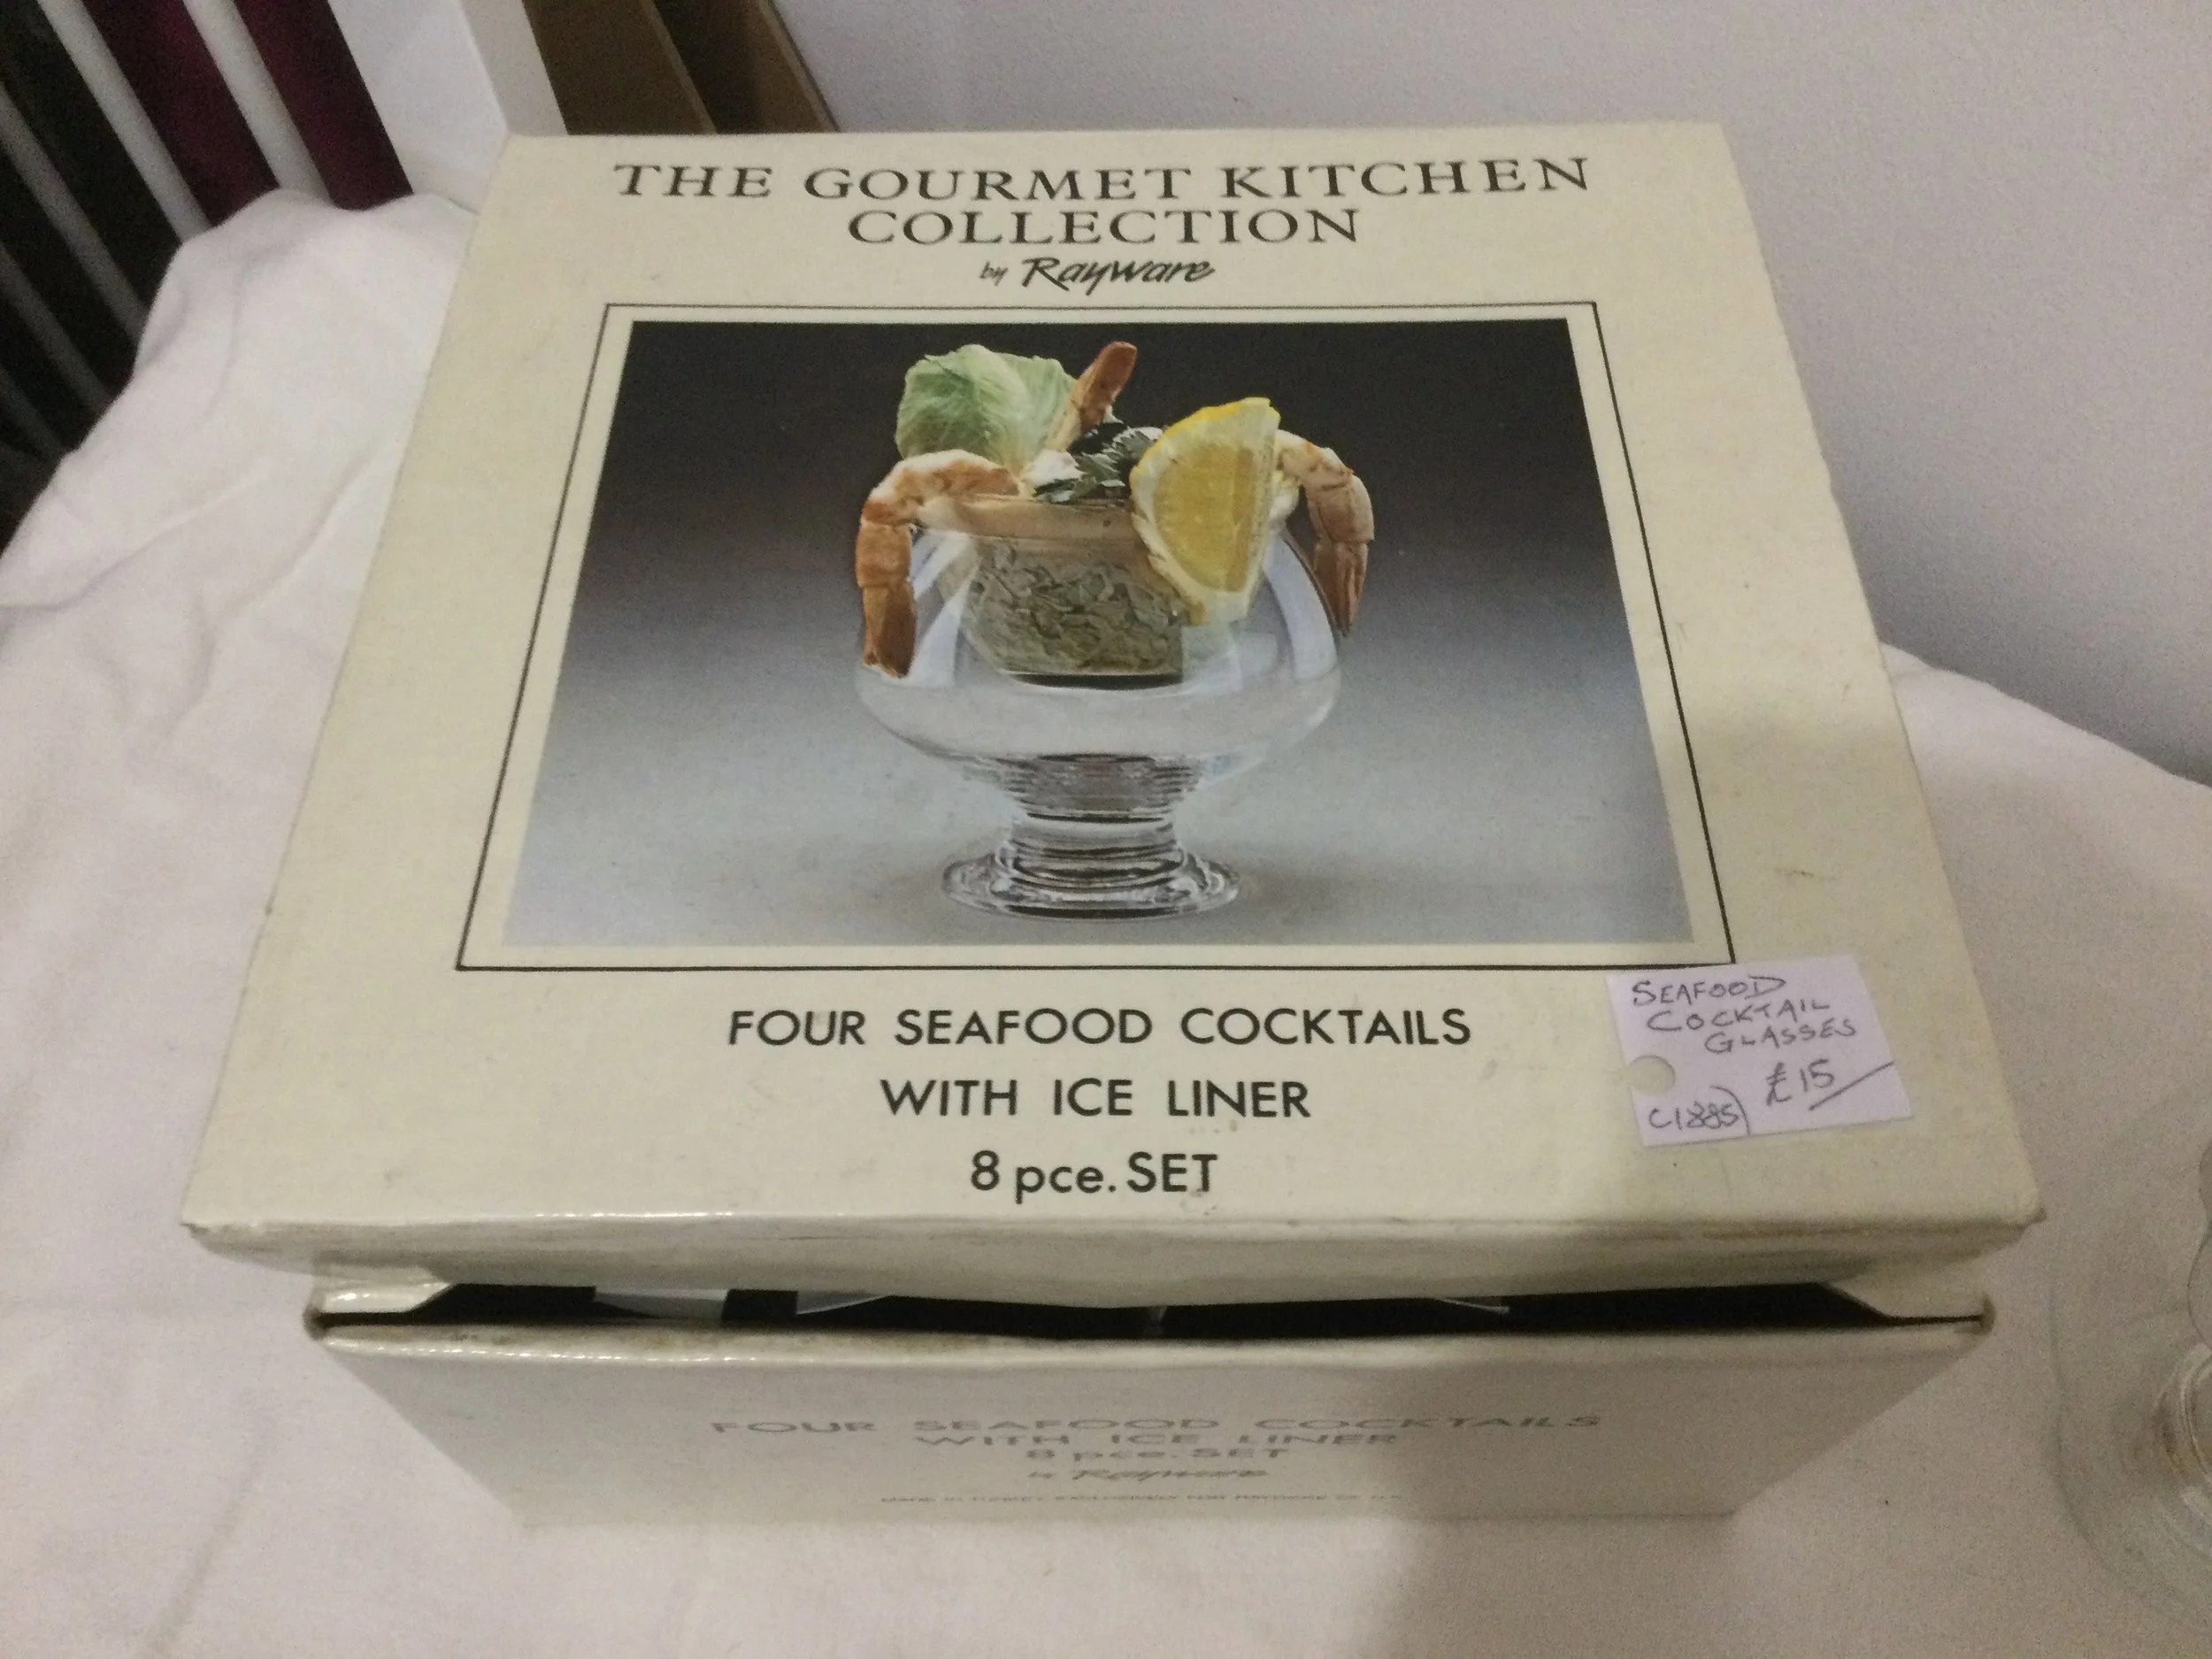 THE GOURMET KITCHEN
COLLECTION
by Rayware
FOUR SEAFOOD COCKTAILS
WITH ICE LINER
8 pce. SET
SEAFOOD
COCKTAIL
GLASSES
£15
C1885
FOUR SEAFOOD COCKTAILS
WITH ICE LINER
8 pce. SET
by Rayware